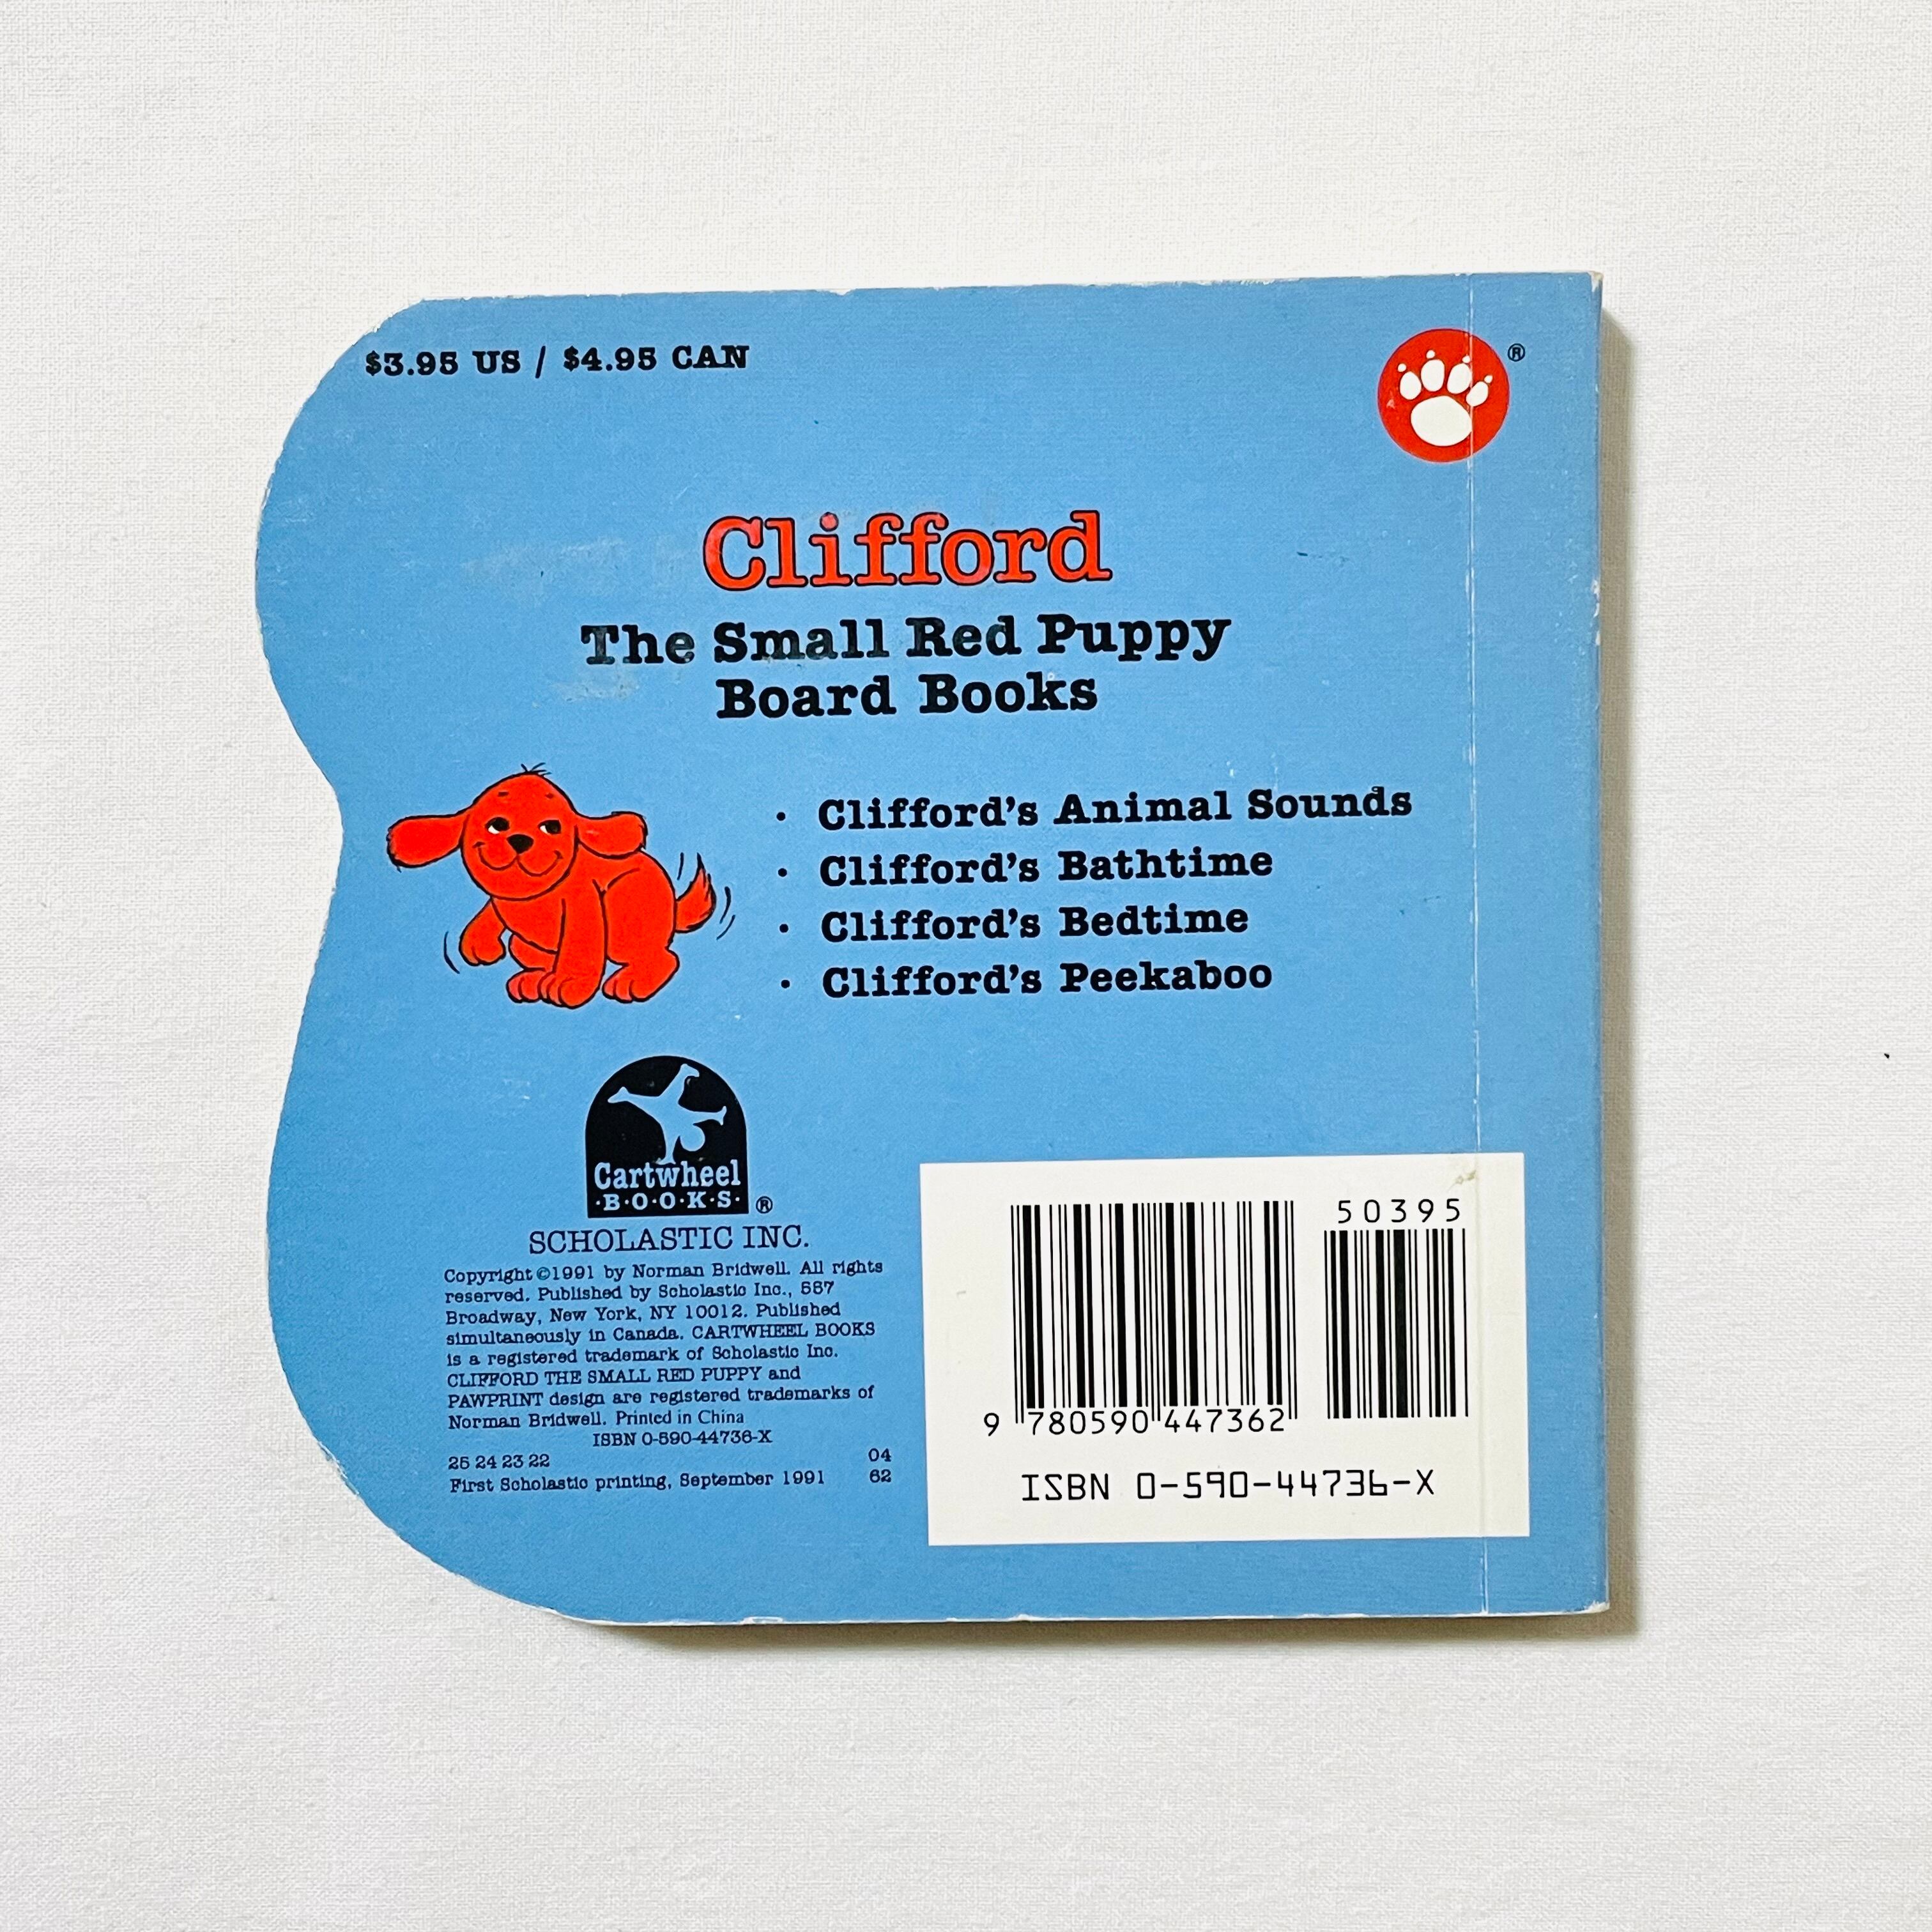 $3.95 US / $4.95 CAN
®
Clifford
The Small Red Puppy
Board Books
· Clifford's Animal Sounds
· Clifford's Bathtime
· Clifford's Bedtime
· Clifford's Peekaboo
Cartwheel
·B·O·O·K·S· ®
SCHOLASTIC INC.
Copyright ©1991 by Norman Bridwell. All rights
reserved. Published by Scholastic Inc., 557
Broadway, New York, NY 10012. Published
simultaneously in Canada. CARTWHEEL BOOKS
is a registered trademark of Scholastic Inc.
CLIFFORD THE SMALL RED PUPPY and
PAWPRINT design are registered trademarks of
Norman Bridwell. Printed in China
ISBN 0-590-44736-X
25 24 23 22 04
First Scholastic printing, September 1991 62
50395
9 780590 447362
ISBN 0-590-44736-X